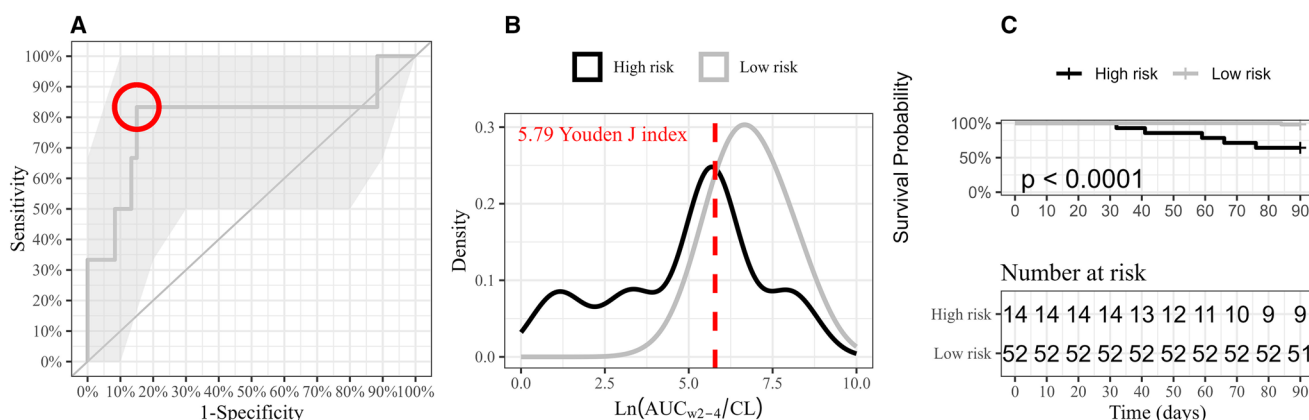 A
Sensitivity
100%
90%
80%
70%
60%
50%
40%
30%
20%
10%
0%
0% 10% 20% 30% 40% 50% 60% 70% 80% 90% 100%
1-Specificity
B
High risk Low risk
5.79 Youden J index
Density
0.3
0.2
0.1
0.0
0.0 2.5 5.0 7.5 10.0
Ln(AUCw2−4/CL)
C
High risk Low risk
Survival Probability
100%
50%
0%
p < 0.0001
0 10 20 30 40 50 60 70 80 90
Number at risk
High risk 14 14 14 14 13 12 11 10 9 9
Low risk 52 52 52 52 52 52 52 52 52 51
0 10 20 30 40 50 60 70 80 90
Time (days)